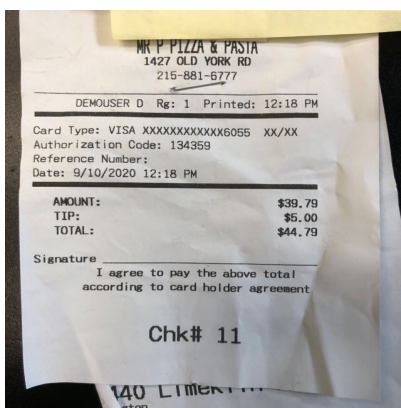 MR P PIZZA & PASTA
1427 OLD YORK RD
215-881-6777
DEMOUSER D Rg: 1 Printed: 12:18 PM
Card Type: VISA XXXXXXXXXXXX6055 XX/XX
Authorization Code: 134359
Reference Number:
Date: 9/10/2020 12:18 PM
AMOUNT: $39.79
TIP: $5.00
TOTAL: $44.79
Signature
I agree to pay the above total
according to card holder agreement
Chk# 11